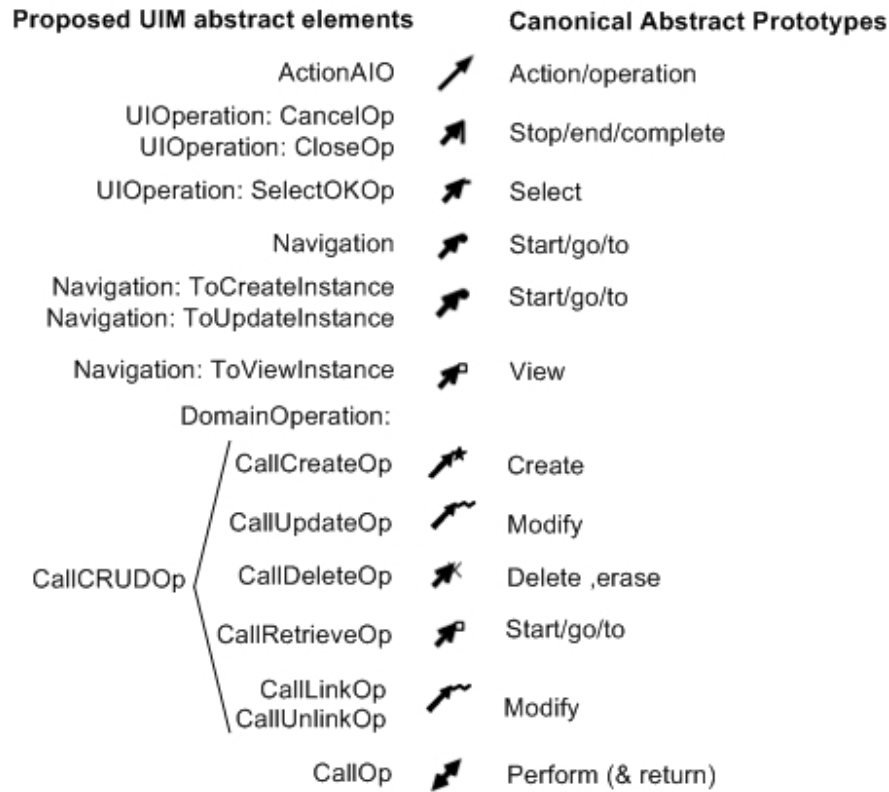 Proposed UIM abstract elements Canonical Abstract Prototypes
ActionAIO Action/operation
UIOperation: CancelOp
UIOperation: CloseOp Stop/end/complete
UIOperation: SelectOKOp Select
Navigation Start/go/to
Navigation: ToCreateInstance
Navigation: ToUpdateInstance Start/go/to
Navigation: ToViewInstance View
DomainOperation:
CallCreateOp Create
CallUpdateOp Modify
CallCRUDOp CallDeleteOp Delete ,erase
CallRetrieveOp Start/go/to
CallLinkOp
CallUnlinkOp Modify
CallOp Perform (& return)